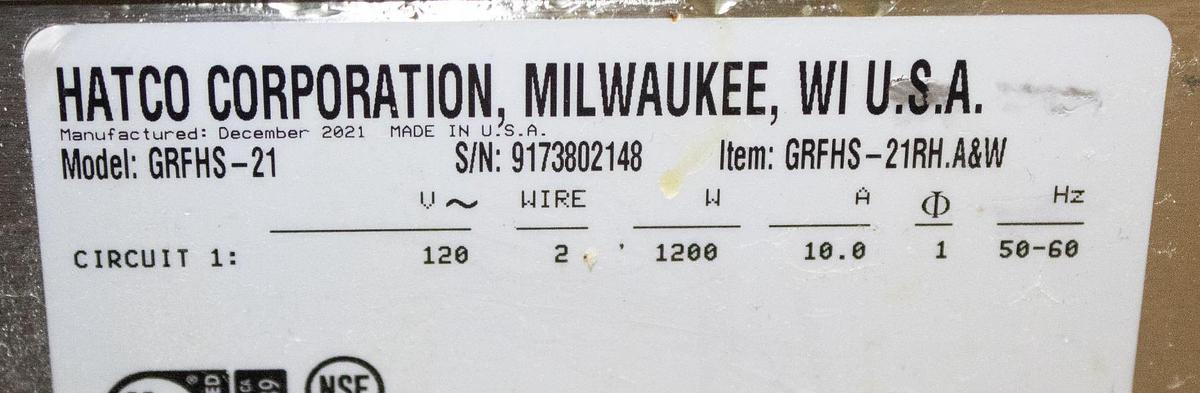 HATCO CORPORATION, MILWAUKEE, WI U.S.A.
Manufactured: December 2021 MADE IN U.S.A.
Model: GRFHS-21 S/N: 9173802148 Item: GRFHS-21RH.A&W
V~ WIRE W A Φ Hz
CIRCUIT 1: 120 2 1200 10.0 1 50-60
NSF